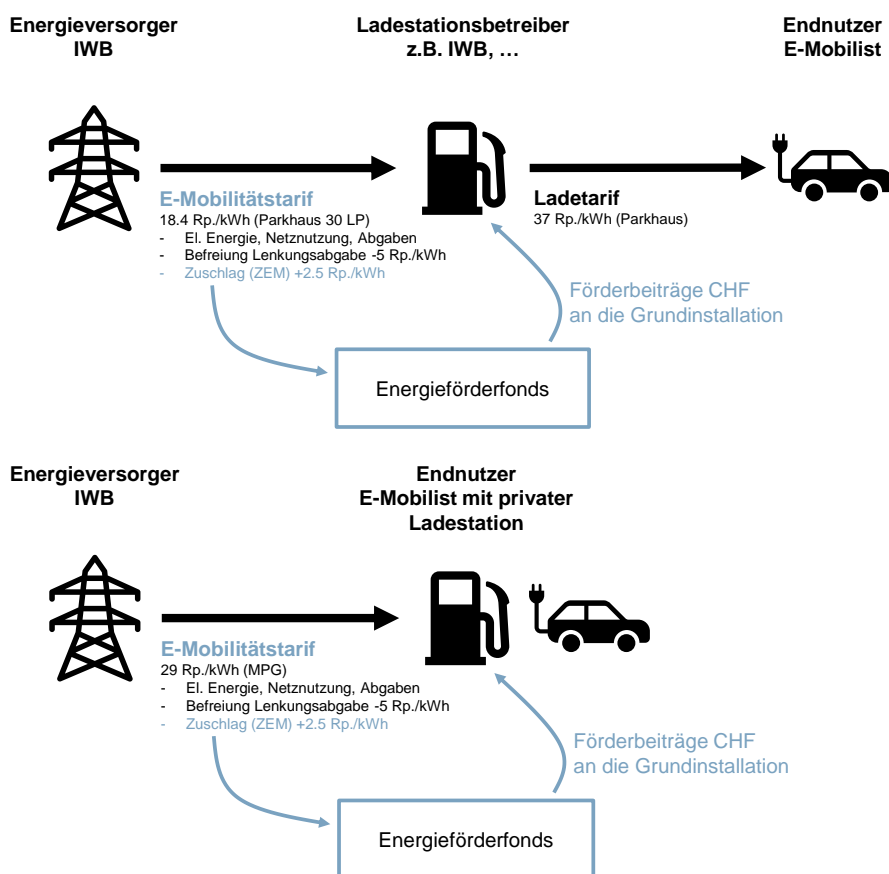 Energieversorger
IWB
Ladestationsbetreiber
z.B. IWB, …
Endnutzer
E-Mobilist
E-Mobilitätstarif
18.4 Rp./kWh (Parkhaus 30 LP)
- El. Energie, Netznutzung, Abgaben
- Befreiung Lenkungsabgabe -5 Rp./kWh
- Zuschlag (ZEM) +2.5 Rp./kWh
Ladetarif
37 Rp./kWh (Parkhaus)
Förderbeiträge CHF
an die Grundinstallation
Energieförderfonds
Energieversorger
IWB
Endnutzer
E-Mobilist mit privater
Ladestation
E-Mobilitätstarif
29 Rp./kWh (MPG)
- El. Energie, Netznutzung, Abgaben
- Befreiung Lenkungsabgabe -5 Rp./kWh
- Zuschlag (ZEM) +2.5 Rp./kWh
Förderbeiträge CHF
an die Grundinstallation
Energieförderfonds